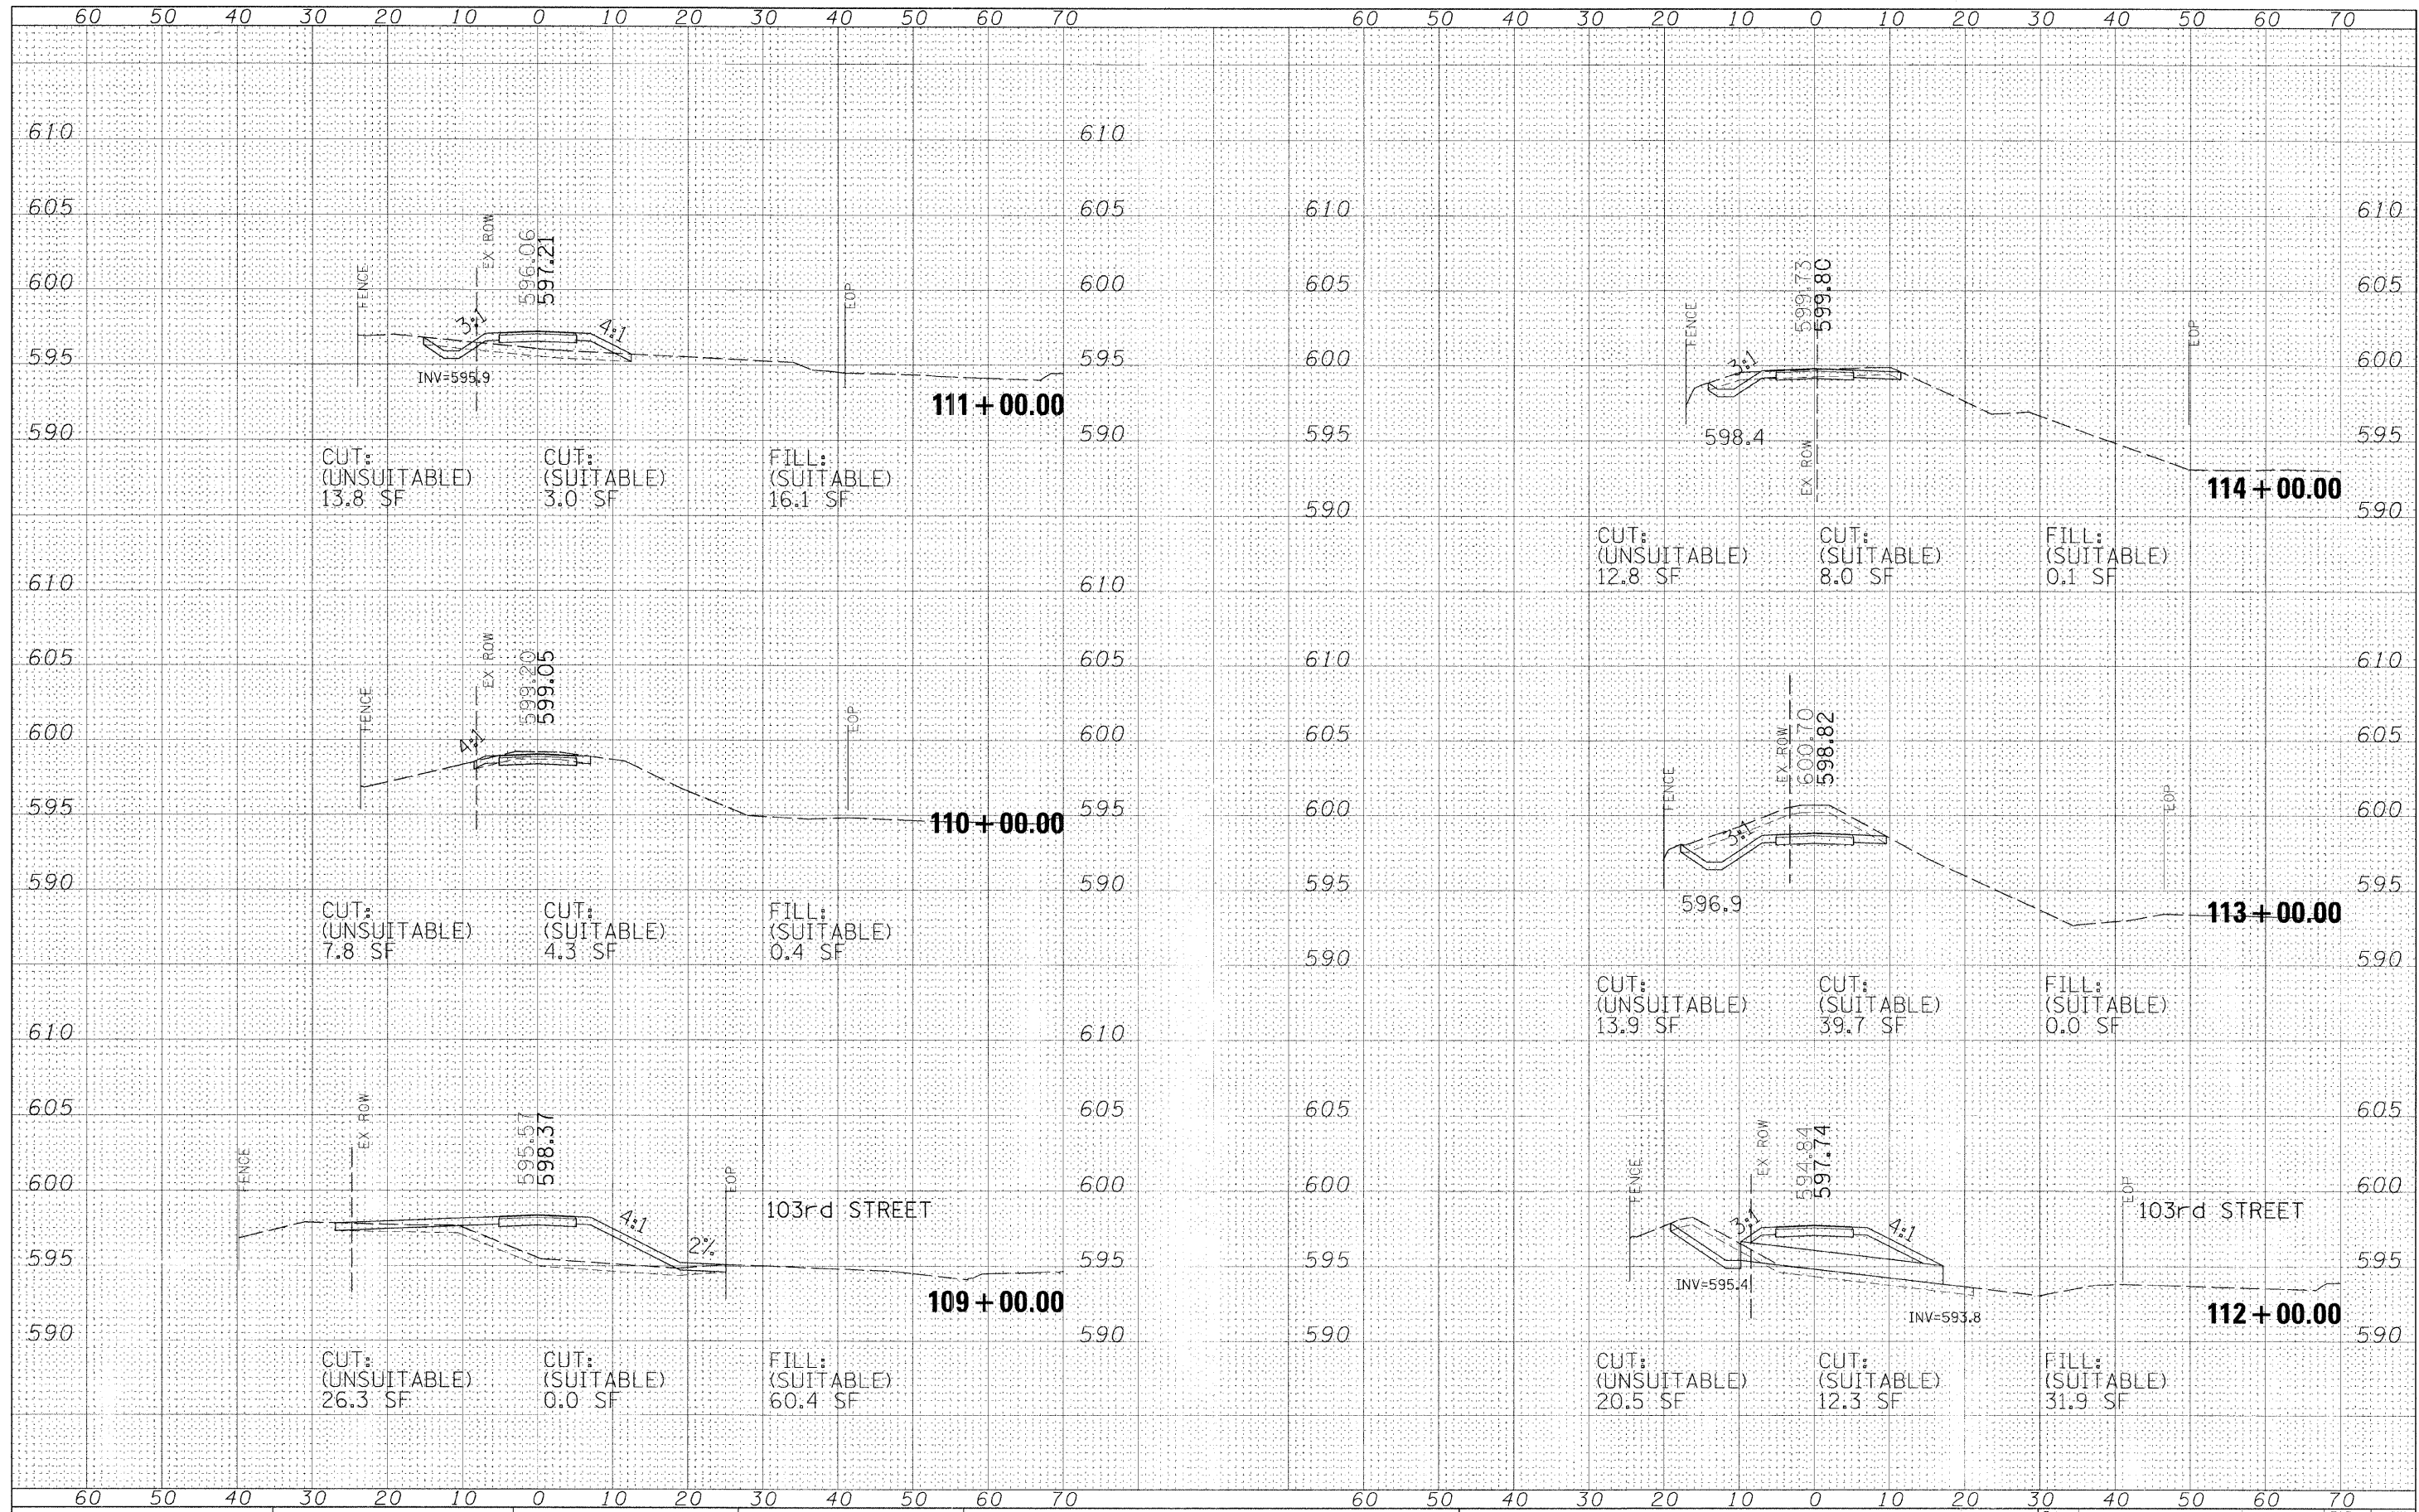 60 50 40 30 20 10 0 10 20 30 40 50 60 70 60 50 40 30 20 10 0 10 20 30 40 50 60 70
610 610
605 605
600 600
595 595
590 590
FENCE
EX ROW
596.06
597.21
EOP
3:1
4:1
INV=595.9
111+00.00
CUT: CUT: FILL:
(UNSUITABLE) (SUITABLE) (SUITABLE)
13.8 SF 3.0 SF 16.1 SF
610 610
605 605
600 600
595 595
590 590
FENCE
EX ROW
599.20
599.05
EOP
4:1
110+00.00
CUT: CUT: FILL:
(UNSUITABLE) (SUITABLE) (SUITABLE)
7.8 SF 4.3 SF 0.4 SF
610 610
605 605
600 600
595 595
590 590
FENCE
EX ROW
595.57
598.37
EOP
103rd STREET
4:1
2%
109+00.00
CUT: CUT: FILL:
(UNSUITABLE) (SUITABLE) (SUITABLE)
26.3 SF 0.0 SF 60.4 SF
610 610
605 605
600 600
595 595
590 590
FENCE
599.73
599.80
EOP
3:1
598.4
EX ROW
114+00.00
CUT: CUT: FILL:
(UNSUITABLE) (SUITABLE) (SUITABLE)
12.8 SF 8.0 SF 0.1 SF
610 610
605 605
600 600
595 595
590 590
FENCE
EX ROW
600.70
598.82
EOP
3:1
596.9
113+00.00
CUT: CUT: FILL:
(UNSUITABLE) (SUITABLE) (SUITABLE)
13.9 SF 39.7 SF 0.0 SF
605 605
600 600
595 595
590 590
FENCE
EX ROW
594.84
597.74
EOP
103rd STREET
3:1
4:1
INV=595.4
INV=593.8
112+00.00
CUT: CUT: FILL:
(UNSUITABLE) (SUITABLE) (SUITABLE)
20.5 SF 12.3 SF 31.9 SF
60 50 40 30 20 10 0 10 20 30 40 50 60 70 60 50 40 30 20 10 0 10 20 30 40 50 60 70